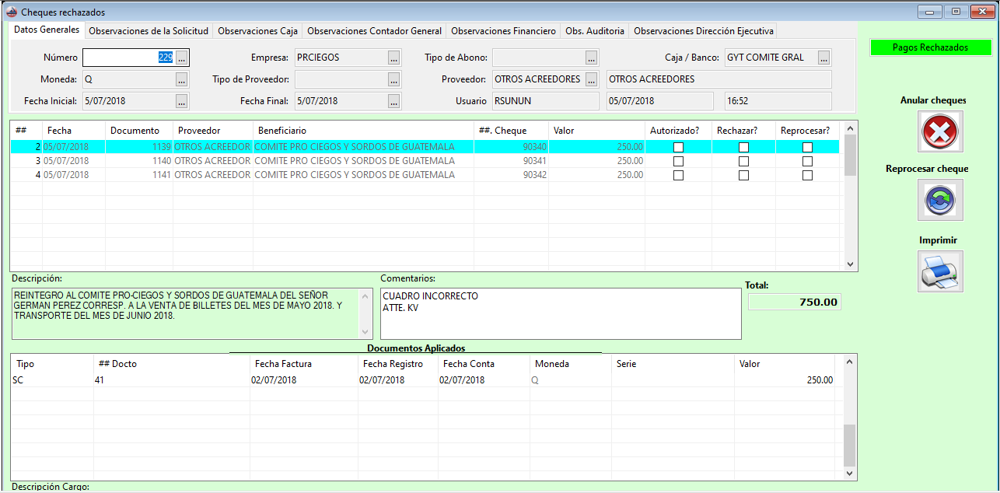 Cheques rechazados
Datos Generales Observaciones de la Solicitud Observaciones Caja Observaciones Contador General Observaciones Financiero Obs. Auditoria Observaciones Dirección Ejecutiva
Número 229 ... Empresa: PRCIEGOS ... Tipo de Abono: ... Caja / Banco: GYT COMITE GRAL ...
Moneda: Q ... Tipo de Proveedor: ... Proveedor: OTROS ACREEDORES ... OTROS ACREEDORES
Fecha Inicial: 5/07/2018 ... Fecha Final: 5/07/2018 ... Usuario RSUNUN 05/07/2018 16:52
Pagos Rechazados
Anular cheques
Reprocesar cheque
Imprimir
## Fecha Documento Proveedor Beneficiario ##. Cheque Valor Autorizado? Rechazar? Reprocesar?
2 05/07/2018 1139 OTROS ACREEDOR COMITE PRO CIEGOS Y SORDOS DE GUATEMALA 90340 250.00
3 05/07/2018 1140 OTROS ACREEDOR COMITE PRO CIEGOS Y SORDOS DE GUATEMALA 90341 250.00
4 05/07/2018 1141 OTROS ACREEDOR COMITE PRO CIEGOS Y SORDOS DE GUATEMALA 90342 250.00
Descripción:
REINTEGRO AL COMITE PRO-CIEGOS Y SORDOS DE GUATEMALA DEL SEÑOR
GERMAN PEREZ CORRESP. A LA VENTA DE BILLETES DEL MES DE MAYO 2018. Y
TRANSPORTE DEL MES DE JUNIO 2018.
Comentarios:
CUADRO INCORRECTO
ATTE. KV
Total:
750.00
Documentos Aplicados
Tipo ## Docto Fecha Factura Fecha Registro Fecha Conta Moneda Serie Valor
SC 41 02/07/2018 02/07/2018 02/07/2018 Q 250.00
Descripción Cargo: